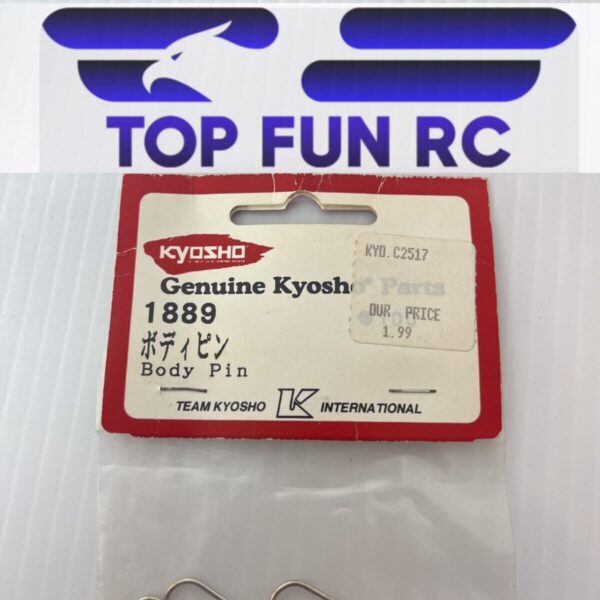 TOP FUN RC
KYOSHO
Genuine Kyosho Parts
KYO.C2517
OUR PRICE
1.99
1889
ボディピン
Body Pin
TEAM KYOSHO K INTERNATIONAL